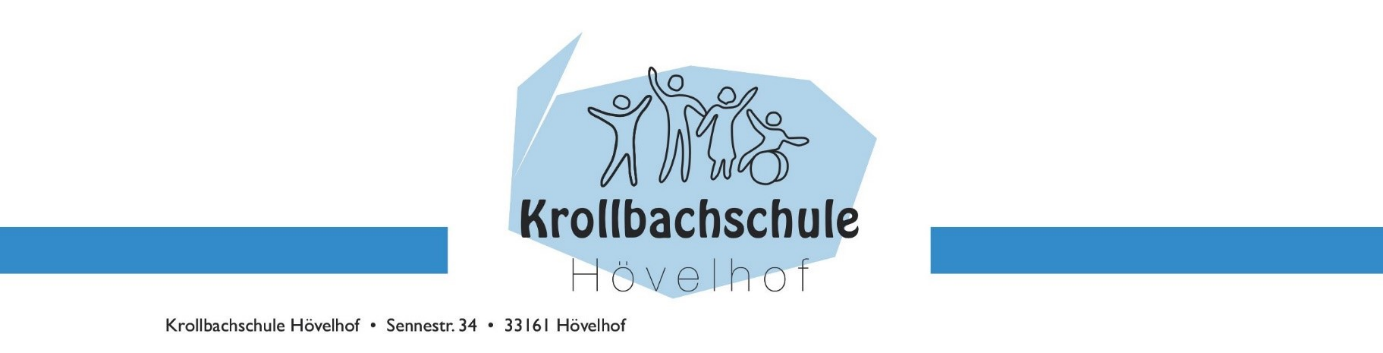 Krollbachschule
Hövelhof
Krollbachschule Hövelhof • Sennestr. 34 • 33161 Hövelhof